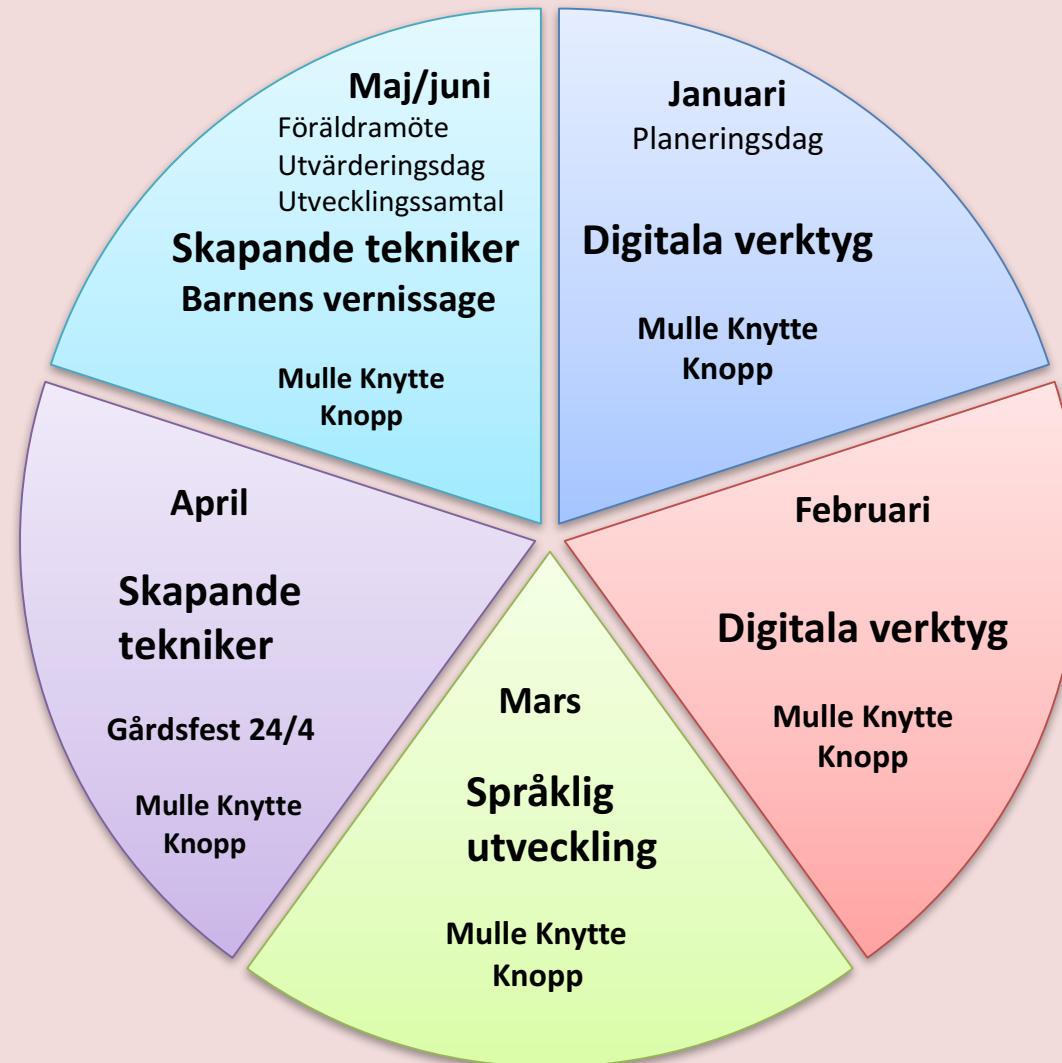 Januari
Planeringsdag
Digitala verktyg
Mulle Knytte
Knopp
Februari
Digitala verktyg
Mulle Knytte
Knopp
Mars
Språklig
utveckling
Mulle Knytte
Knopp
April
Skapande
tekniker
Gårdsfest 24/4
Mulle Knytte
Knopp
Maj/juni
Föräldramöte
Utvärderingsdag
Utvecklingssamtal
Skapande tekniker
Barnens vernissage
Mulle Knytte
Knopp